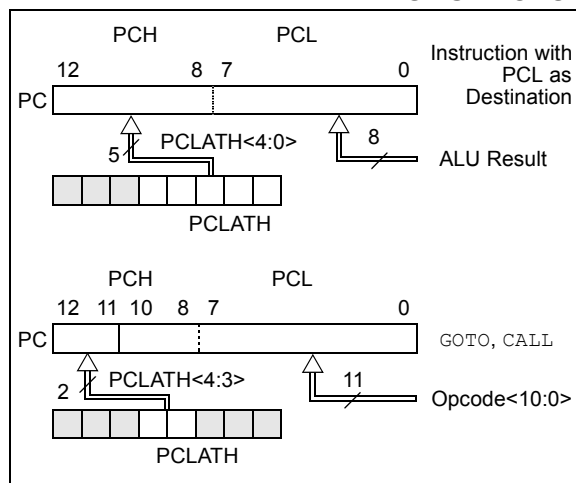 PCH PCL
12 8 7 0 Instruction with
PCL as
PC Destination
5 PCLATH<4:0> 8
ALU Result
PCLATH
PCH PCL
12 11 10 8 7 0
PC GOTO, CALL
2 PCLATH<4:3> 11
Opcode<10:0>
PCLATH